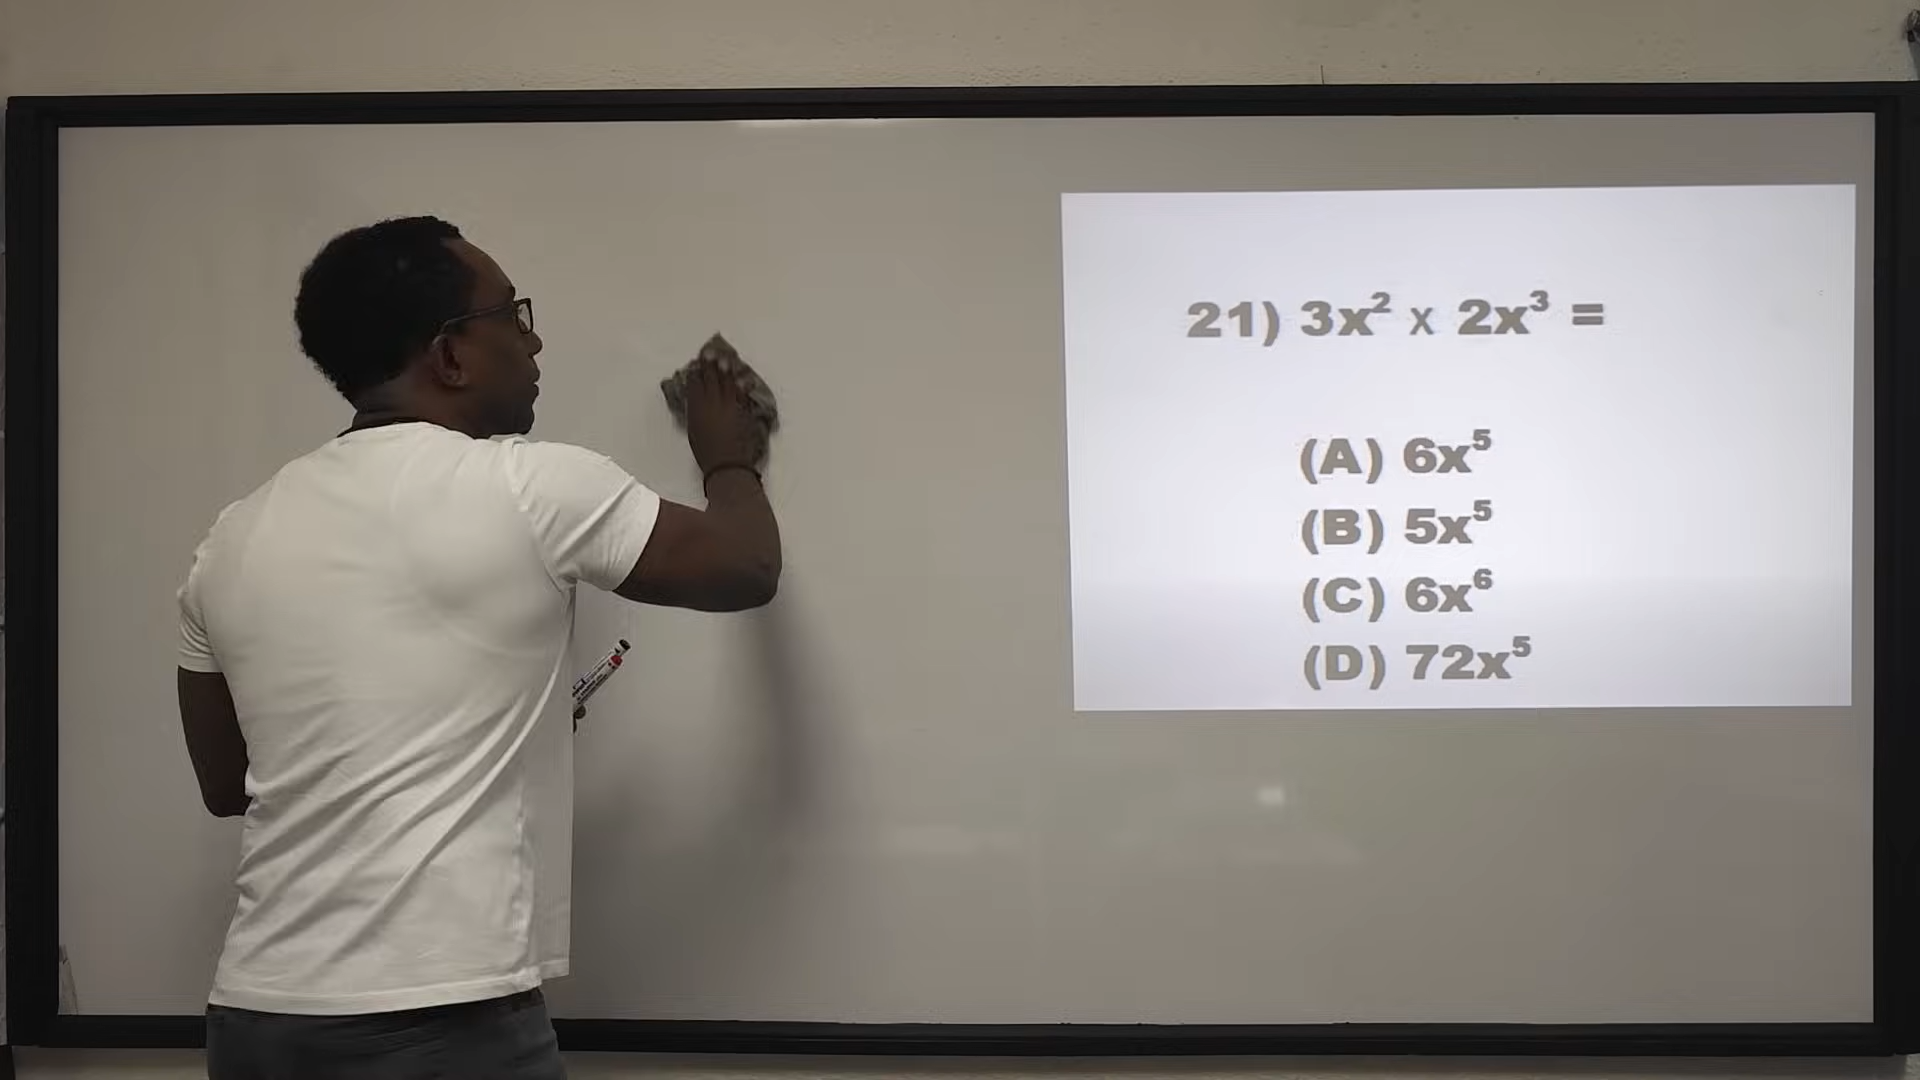 21) 3x² x 2x³ =
(A) 6x⁵
(B) 5x⁵
(C) 6x⁶
(D) 72x⁵